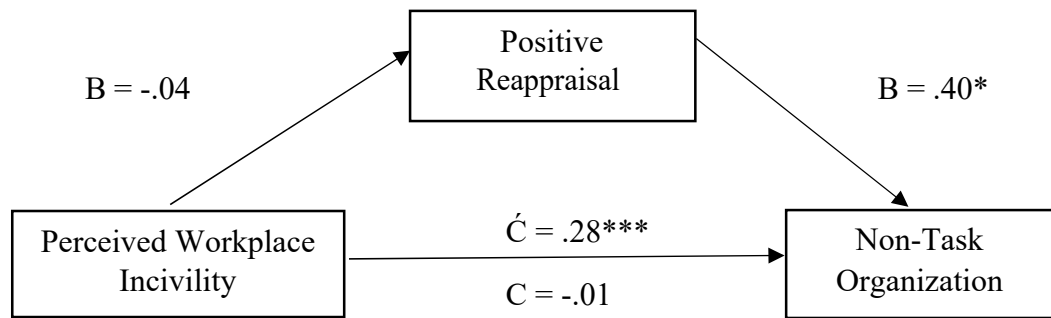 Positive
Reappraisal
B = -.04
B = .40*
Perceived Workplace
Incivility
Ć = .28***
C = -.01
Non-Task
Organization